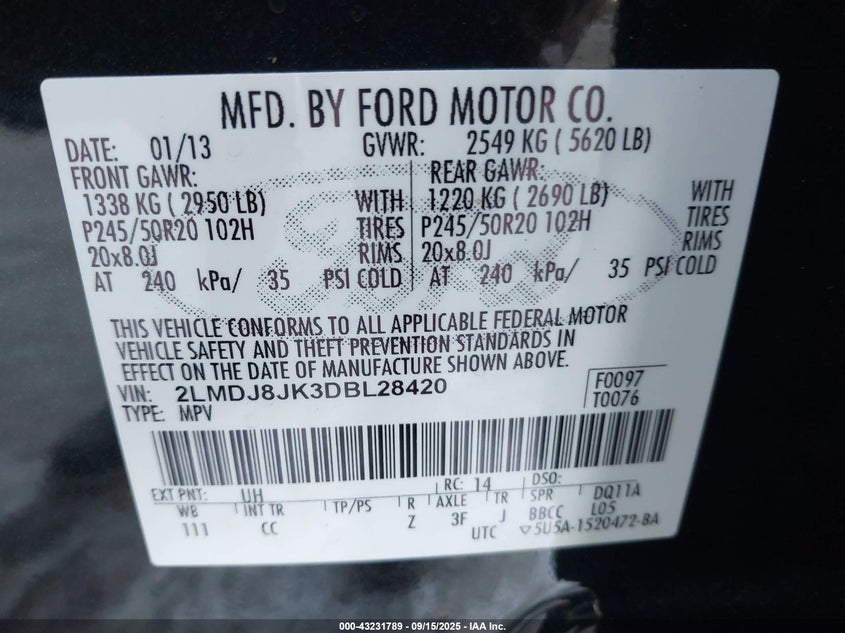 MFD. BY FORD MOTOR CO.
DATE: 01/13 GVWR: 2549 KG ( 5620 LB)
FRONT GAWR: REAR GAWR:
1338 KG ( 2950 LB) WITH 1220 KG ( 2690 LB) WITH
P245/50R20 102H TIRES P245/50R20 102H TIRES
20x8.0J RIMS 20x8.0J RIMS
AT 240 kPa/ 35 PSI COLD AT 240 kPa/ 35 PSI COLD
THIS VEHICLE CONFORMS TO ALL APPLICABLE FEDERAL MOTOR
VEHICLE SAFETY AND THEFT PREVENTION STANDARDS IN
EFFECT ON THE DATE OF MANUFACTURE SHOWN ABOVE.
VIN: 2LMDJ8JK3DBL28420 F0097
TYPE: MPV T0076
EXT PNT: UH RC: 14 DSO:
WB INT TR TP/PS R AXLE TR SPR DQ11A
111 CC Z 3F J BBCC L05
UTC ▽5U5A-1520472-BA
000-43231789 - 09/15/2025 - IAA Inc.